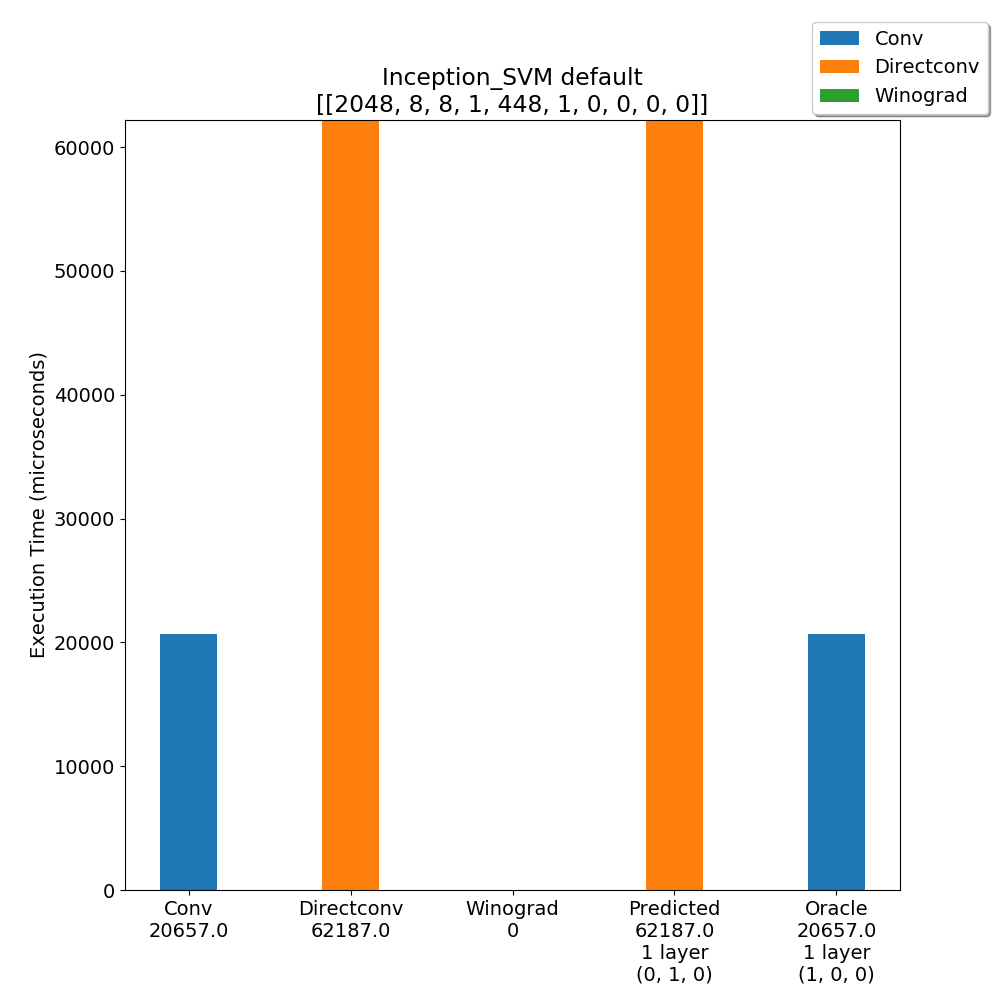 Conv
Directconv
Winograd
Inception_SVM default
[[2048, 8, 8, 1, 448, 1, 0, 0, 0, 0]]
Execution Time (microseconds)
60000
50000
40000
30000
20000
10000
0
Conv
20657.0
Directconv
62187.0
Winograd
0
Predicted
62187.0
1 layer
(0, 1, 0)
Oracle
20657.0
1 layer
(1, 0, 0)